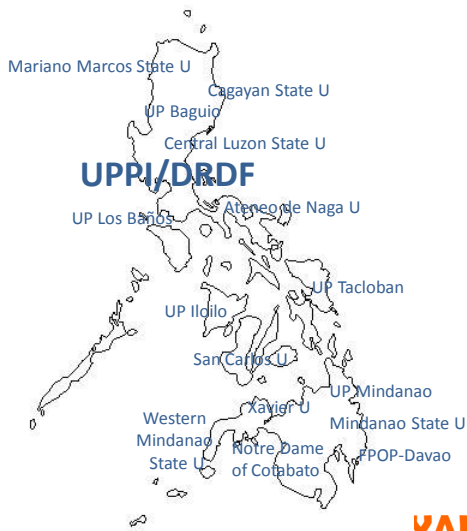 Mariano Marcos State U
Cagayan State U
UP Baguio
Central Luzon State U
UPPI/DRDF
Ateneo de Naga U
UP Los Baños
UP Tacloban
UP Iloilo
San Carlos U
UP Mindanao
Xavier U
Western
Mindanao
State U
Mindanao State U
Notre Dame
of Cotabato
FPOP-Davao